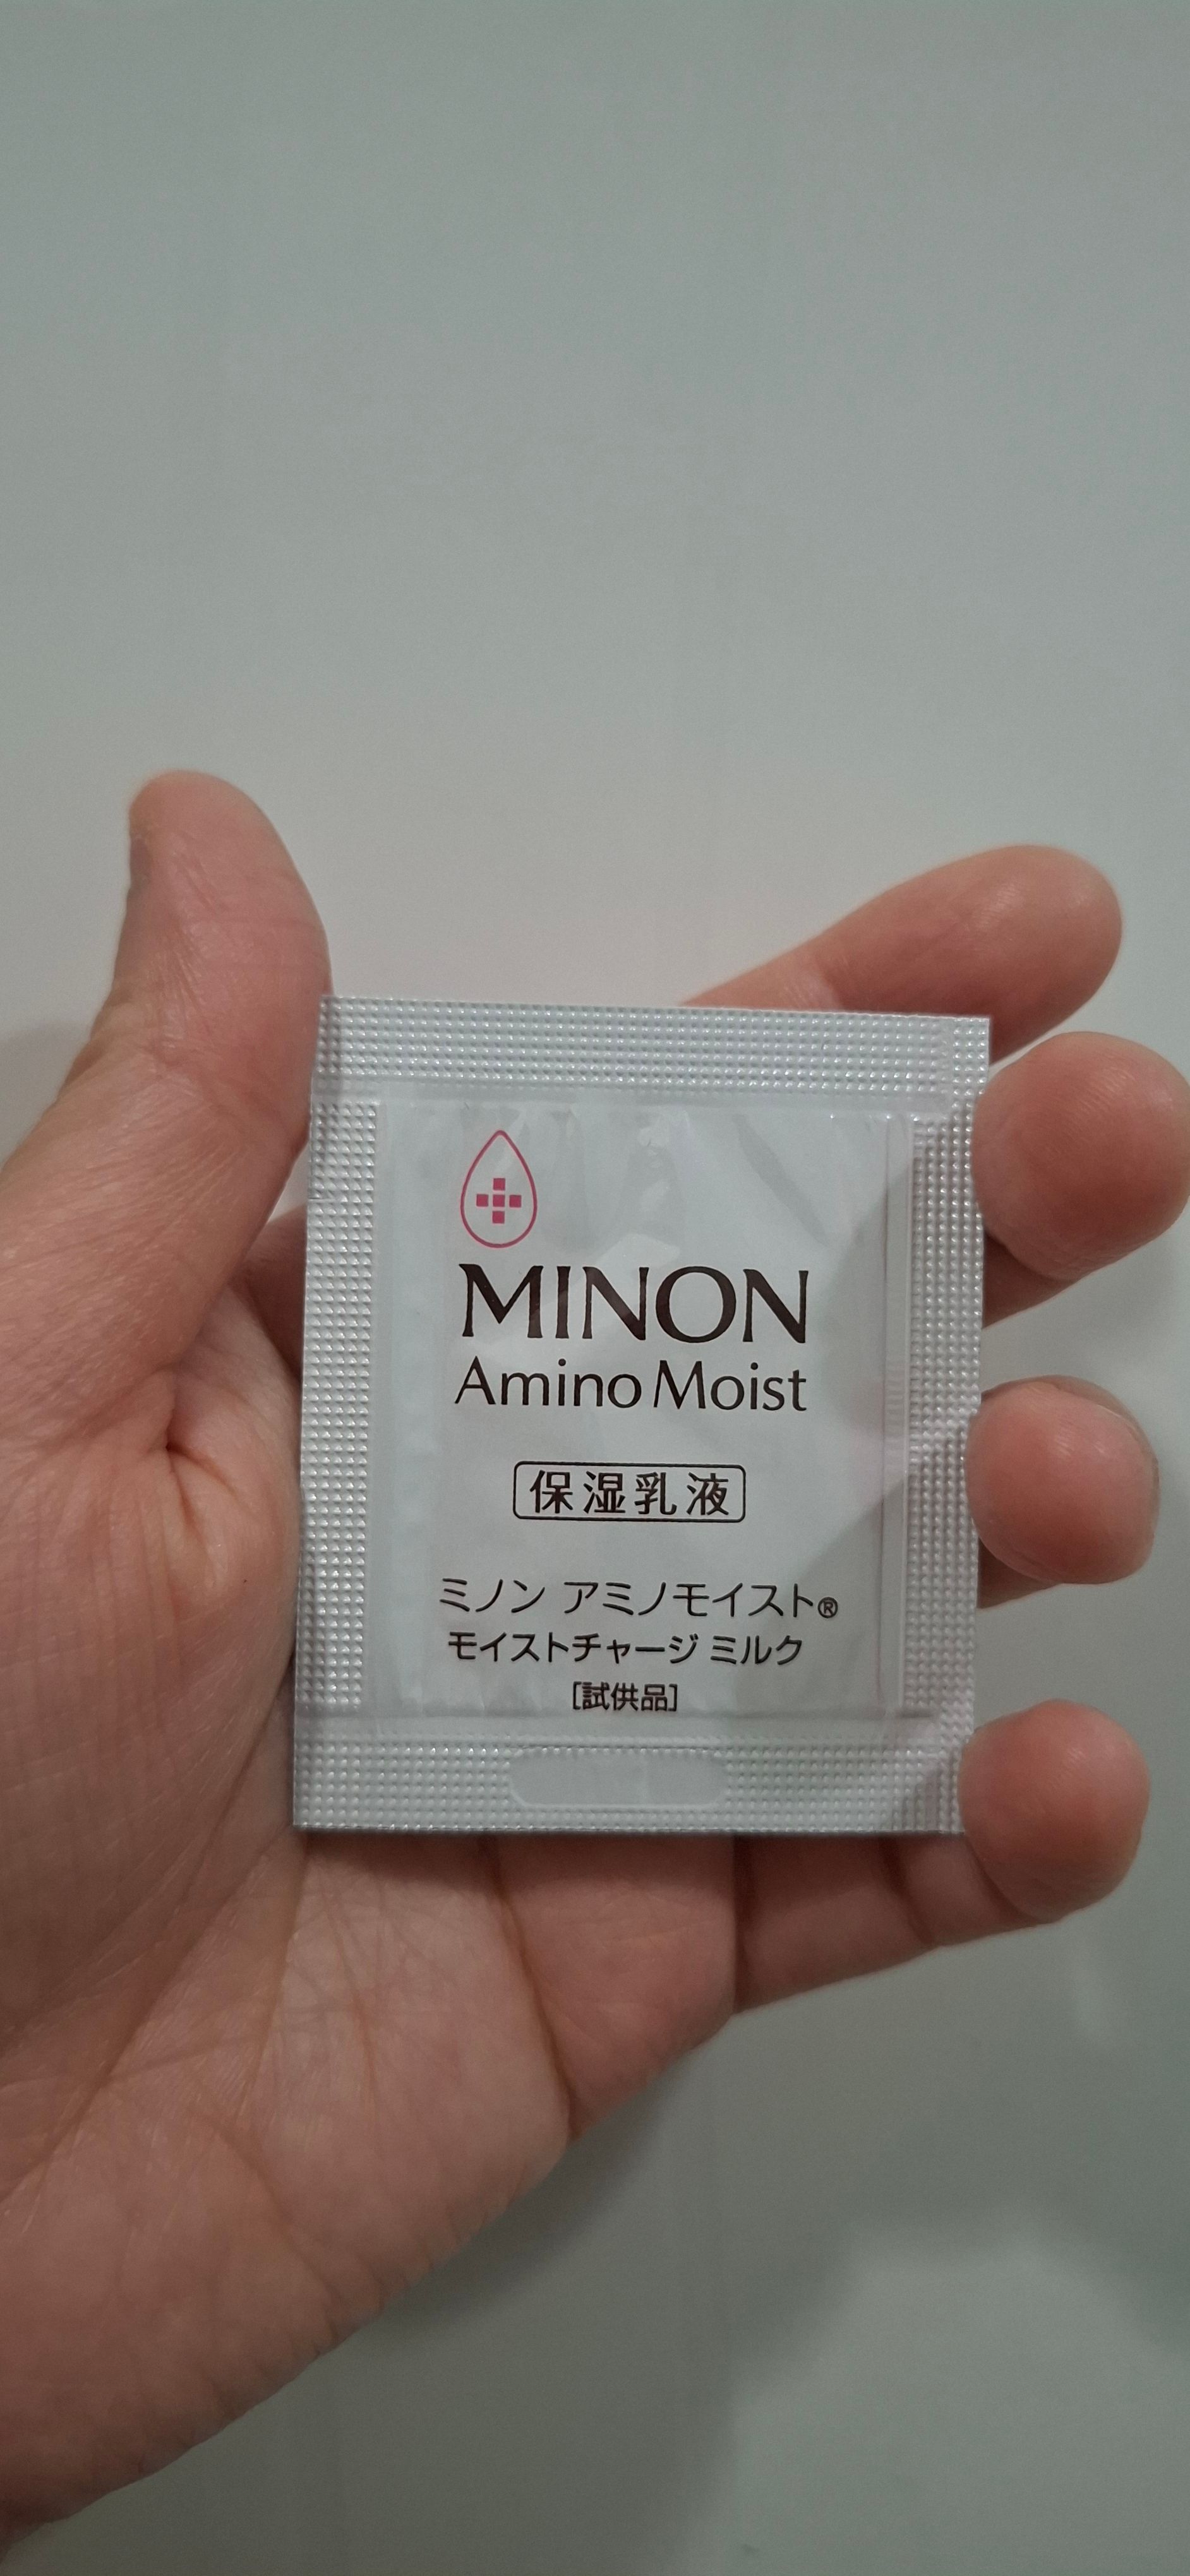 MINON
Amino Moist
保湿乳液
ミノン アミノモイスト®
モイストチャージ ミルク
[試供品]